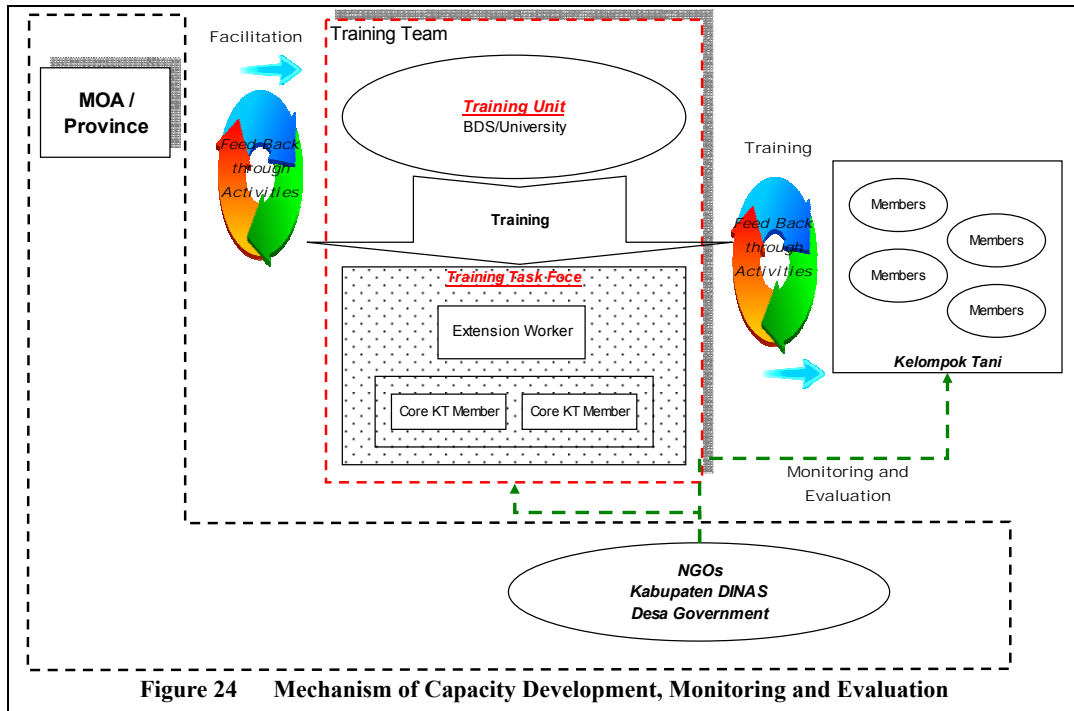 Facilitation
MOA /
Province
Feed Back
through
Activities
Training Team
Training Unit
BDS/University
Training
Training Task Foce
Extension Worker
Core KT Member
Core KT Member
Training
Feed Back
through
Activities
Members
Members
Members
Members
Kelompok Tani
Monitoring and
Evaluation
NGOs
Kabupaten DINAS
Desa Government
Figure 24 Mechanism of Capacity Development, Monitoring and Evaluation